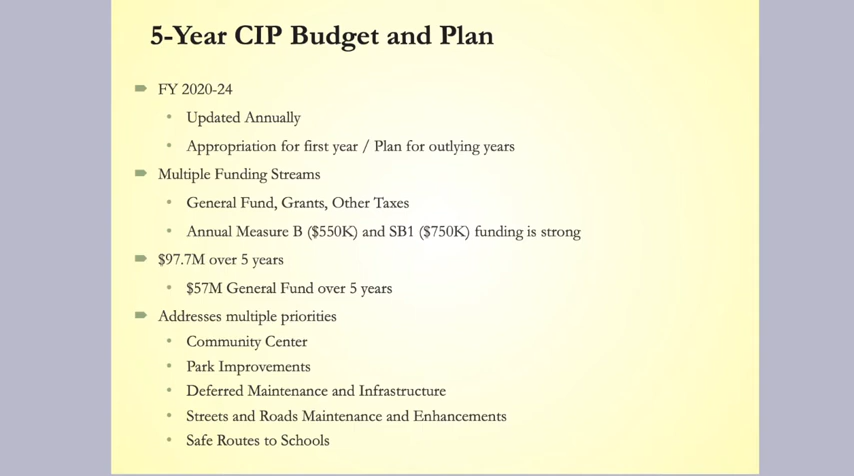 5-Year CIP Budget and Plan
FY 2020-24
Updated Annually
Appropriation for first year / Plan for outlying years
Multiple Funding Streams
General Fund, Grants, Other Taxes
Annual Measure B ($550K) and SB1 ($750K) funding is strong
$97.7M over 5 years
$57M General Fund over 5 years
Addresses multiple priorities
Community Center
Park Improvements
Deferred Maintenance and Infrastructure
Streets and Roads Maintenance and Enhancements
Safe Routes to Schools